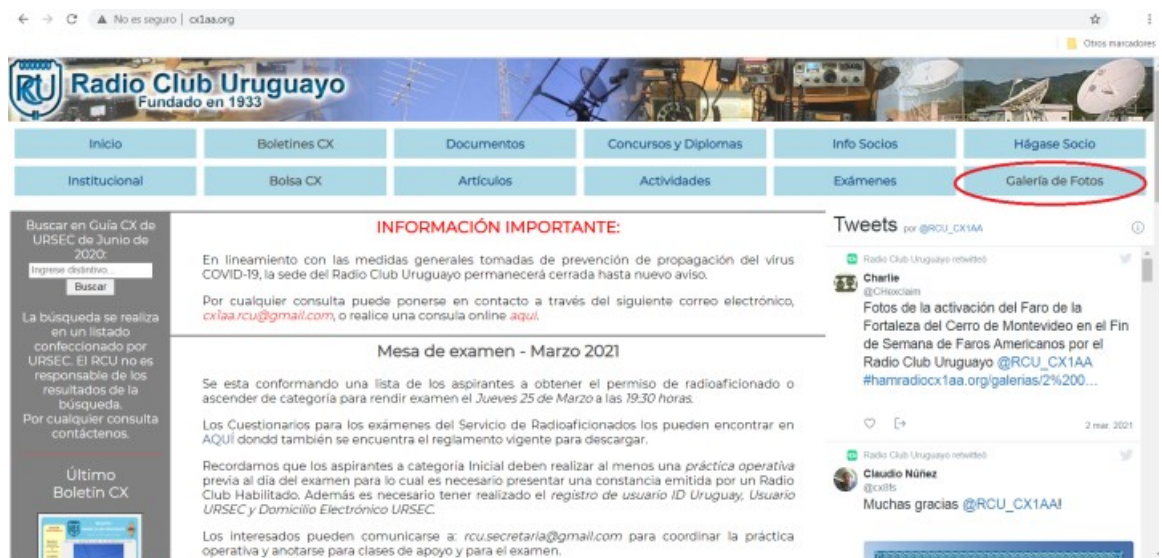 No es seguro | cx1aa.org
Otros marcadores
RCU Radio Club Uruguayo
Fundado en 1933
Inicio Boletines CX Documentos Concursos y Diplomas Info Socios Hágase Socio
Institucional Bolsa CX Artículos Actividades Exámenes Galería de Fotos
Buscar en Guía CX de
URSEC de Junio de
2020:
Ingrese distintivo...
Buscar
La búsqueda se realiza
en un listado
confeccionado por
URSEC. El RCU no es
responsable de los
resultados de la
búsqueda.
Por cualquier consulta
contáctenos.
Último
Boletín CX
INFORMACIÓN IMPORTANTE:
En lineamiento con las medidas generales tomadas de prevención de propagación del virus
COVID-19, la sede del Radio Club Uruguayo permanecerá cerrada hasta nuevo aviso.
Por cualquier consulta puede ponerse en contacto a través del siguiente correo electrónico,
cx1aa.rcu@gmail.com, o realice una consula online aquí.
Mesa de examen - Marzo 2021
Se esta conformando una lista de los aspirantes a obtener el permiso de radioaficionado o
ascender de categoría para rendir examen el Jueves 25 de Marzo a las 19:30 horas.
Los Cuestionarios para los exámenes del Servicio de Radioaficionados los pueden encontrar en
AQUÍ dondd también se encuentra el reglamento vigente para descargar.
Recordamos que los aspirantes a categoría Inicial deben realizar al menos una práctica operativa
previa al día del examen para lo cual es necesario presentar una constancia emitida por un Radio
Club Habilitado. Además es necesario tener realizado el registro de usuario ID Uruguay, Usuario
URSEC y Domicilio Electrónico URSEC.
Los interesados pueden comunicarse a: rcu.secretaria@gmail.com para coordinar la práctica
operativa y anotarse para clases de apoyo y para el examen.
Tweets por @RCU_CX1AA
Radio Club Uruguayo retwitteó
Charlie
@CHexclaim
Fotos de la activación del Faro de la
Fortaleza del Cerro de Montevideo en el Fin
de Semana de Faros Americanos por el
Radio Club Uruguayo @RCU_CX1AA
#hamradiocx1aa.org/galerias/2%200...
2 mar. 2021
Radio Club Uruguayo retwitteó
Claudio Núñez
@cx8fs
Muchas gracias @RCU_CX1AA!